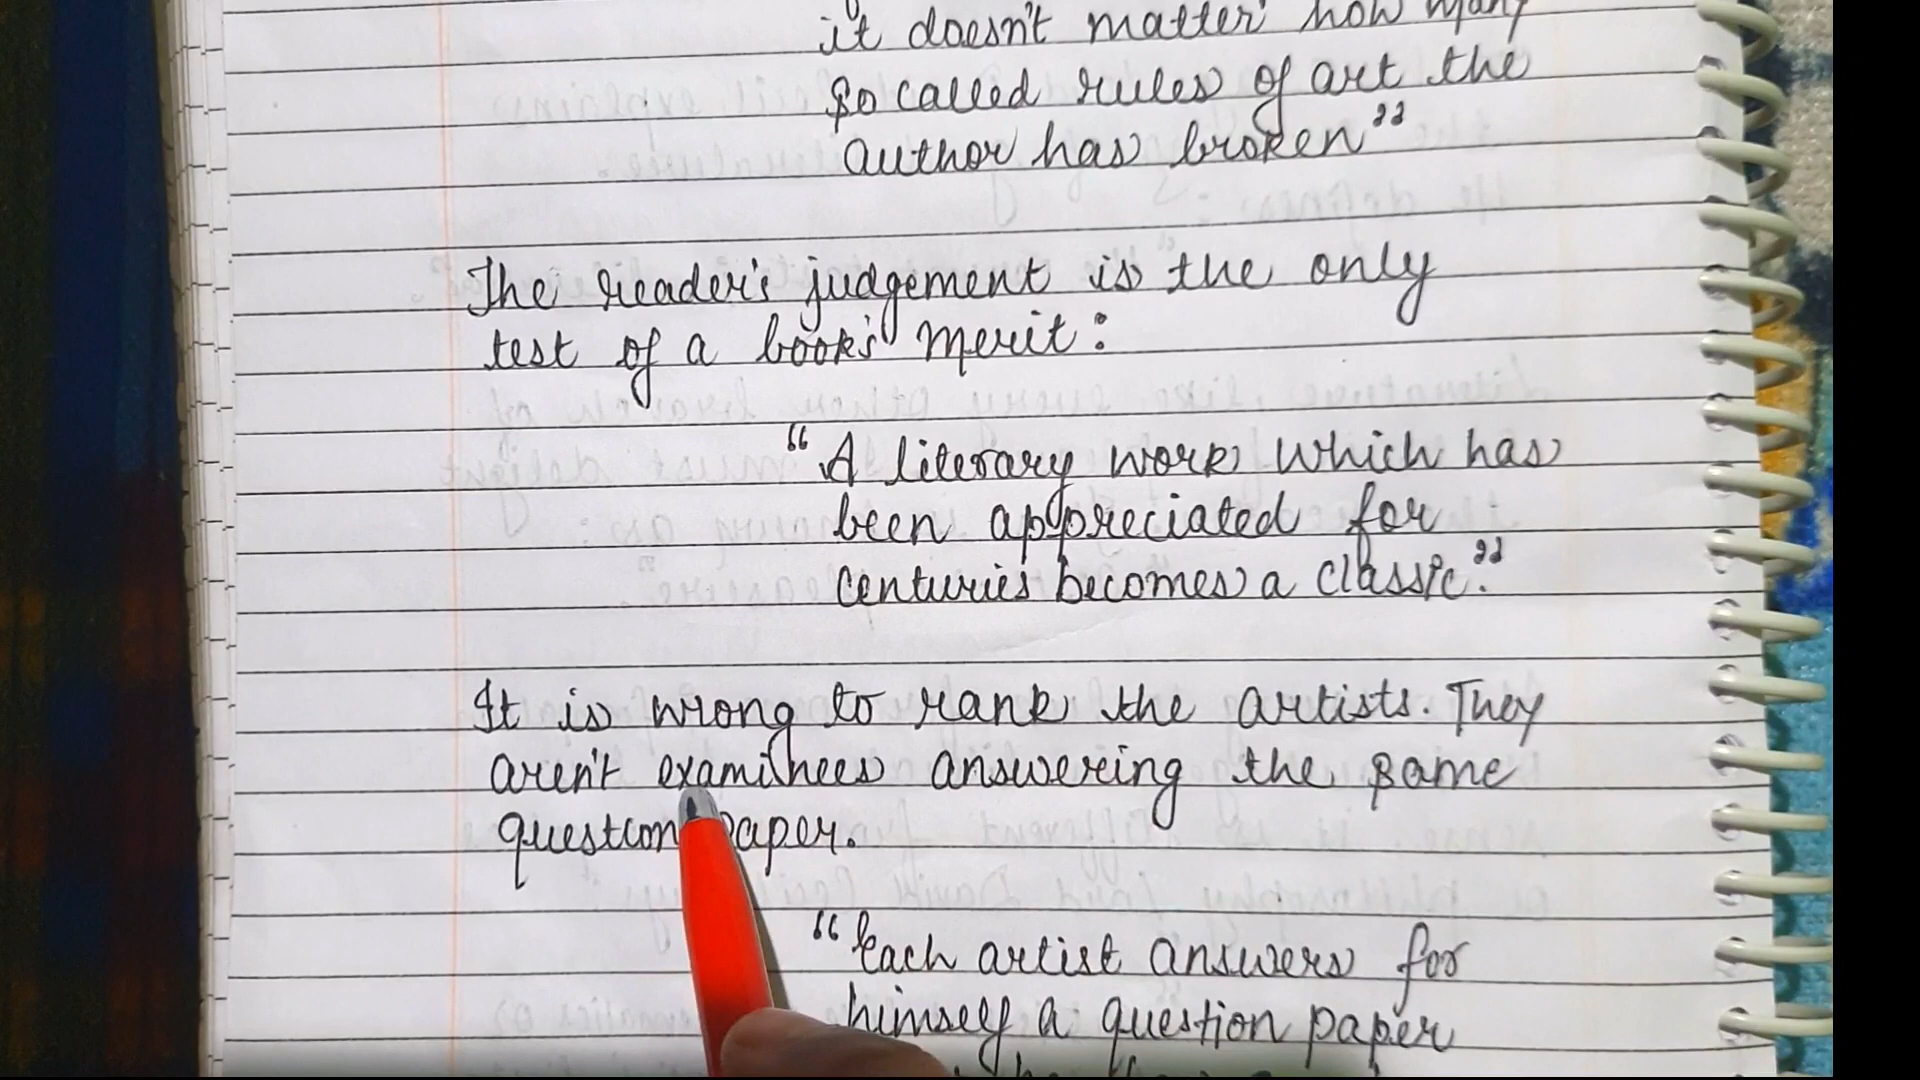 it doesn't matter how many
so called rules of art the
author has broken"
The reader's judgement is the only
test of a book's merit:
"A literary work which has
been appreciated for
centuries becomes a classic."
It is wrong to rank the artists. They
aren't examinees answering the same
question paper.
"Each artist answers for
himself a question paper